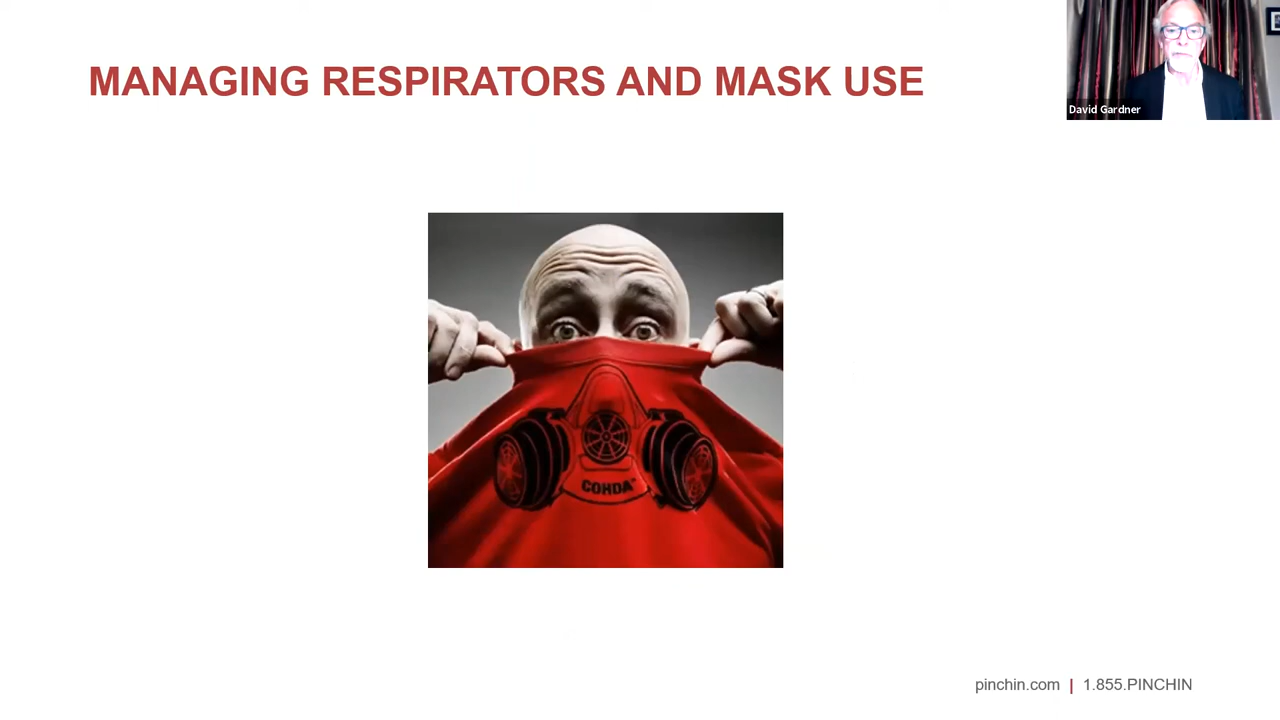 MANAGING RESPIRATORS AND MASK USE
David Gardner
COHDA
pinchin.com | 1.855.PINCHIN